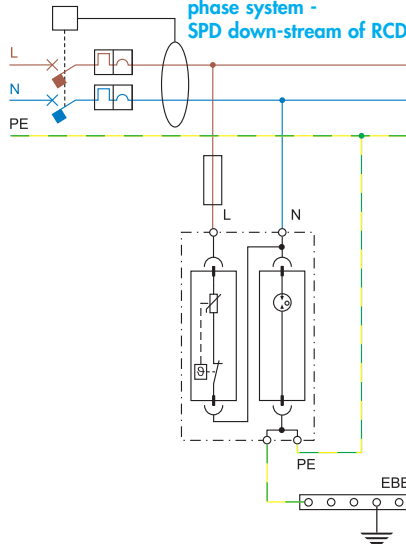 phase system -
SPD down-stream of RCD
L
N
PE
L
N
ϑ
PE
EBB